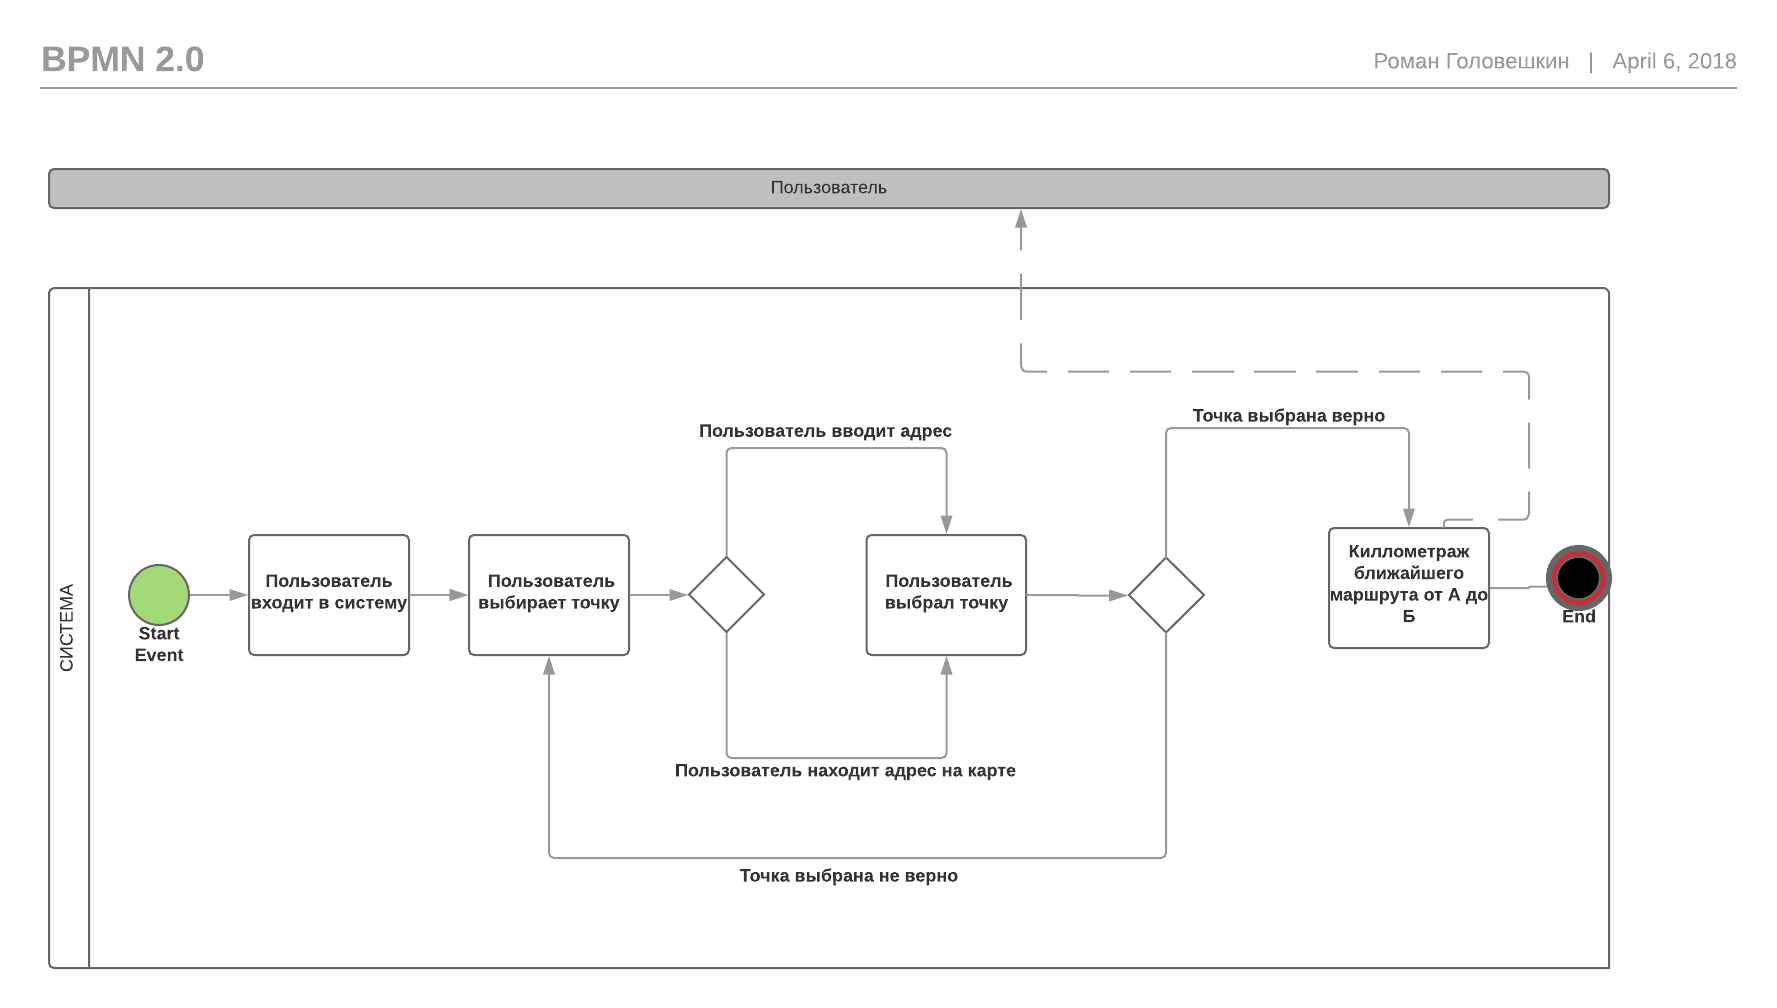 BPMN 2.0
Роман Головешкин | April 6, 2018
Пользователь
СИСТЕМА
Start
Event
Пользователь
входит в систему
Пользователь
выбирает точку
Пользователь вводит адрес
Пользователь находит адрес на карте
Пользователь
выбрал точку
Точка выбрана верно
Точка выбрана не верно
Киллометраж
ближайшего
маршрута от А до
Б
End